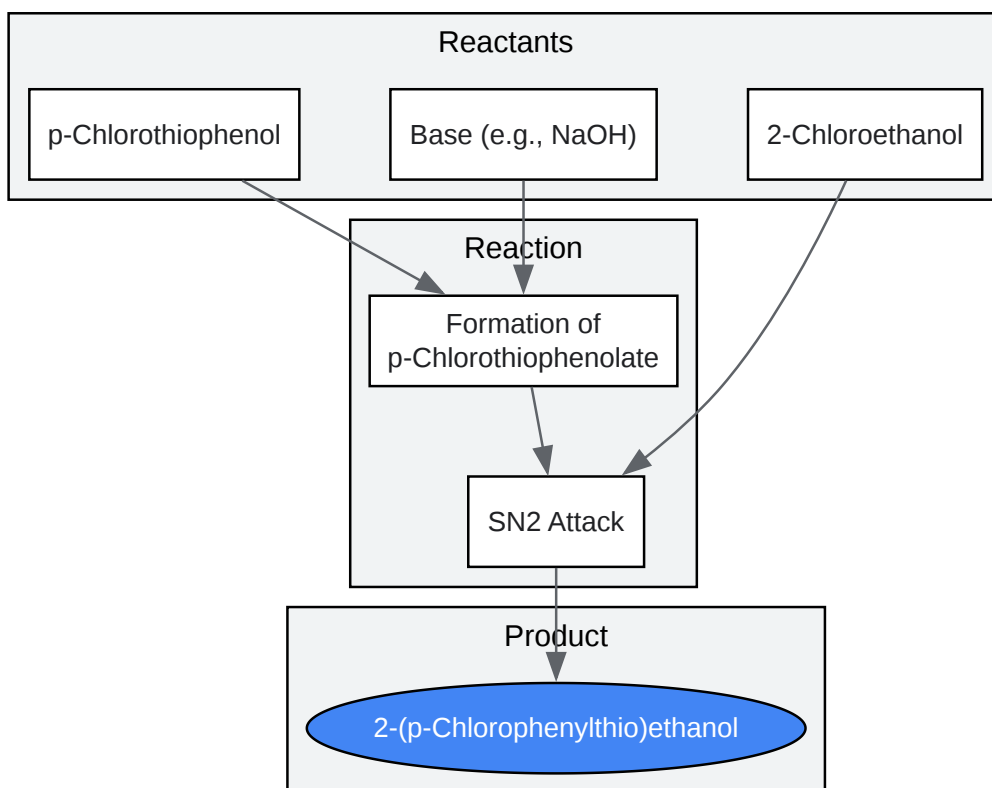 Reactants
p-Chlorothiophenol
Base (e.g., NaOH)
2-Chloroethanol
Reaction
Formation of
p-Chlorothiophenolate
SN2 Attack
Product
2-(p-Chlorophenylthio)ethanol